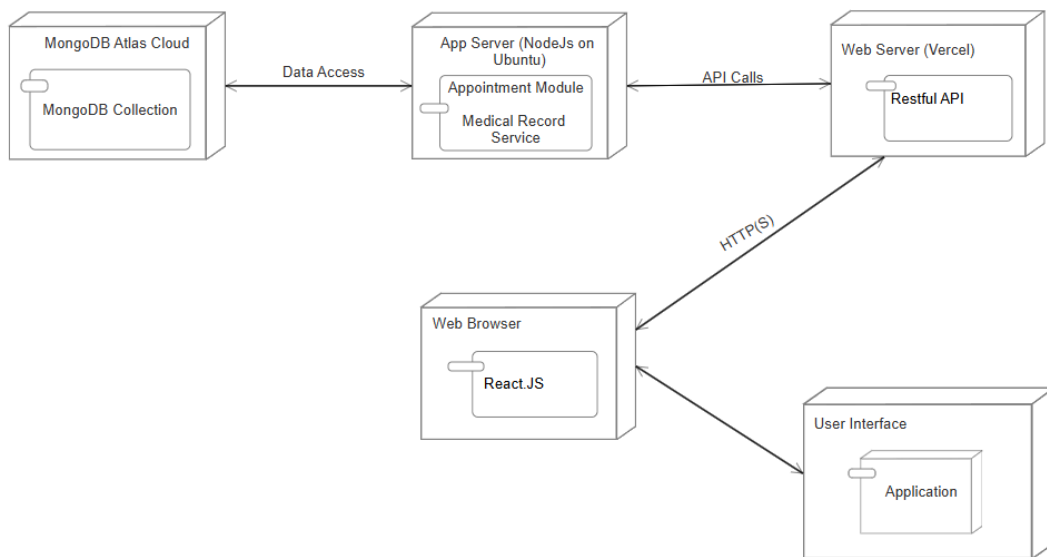 MongoDB Atlas Cloud
MongoDB Collection
Data Access
App Server (NodeJs on
Ubuntu)
Appointment Module
Medical Record
Service
API Calls
Web Server (Vercel)
Restful API
HTTP(S)
Web Browser
React.JS
User Interface
Application